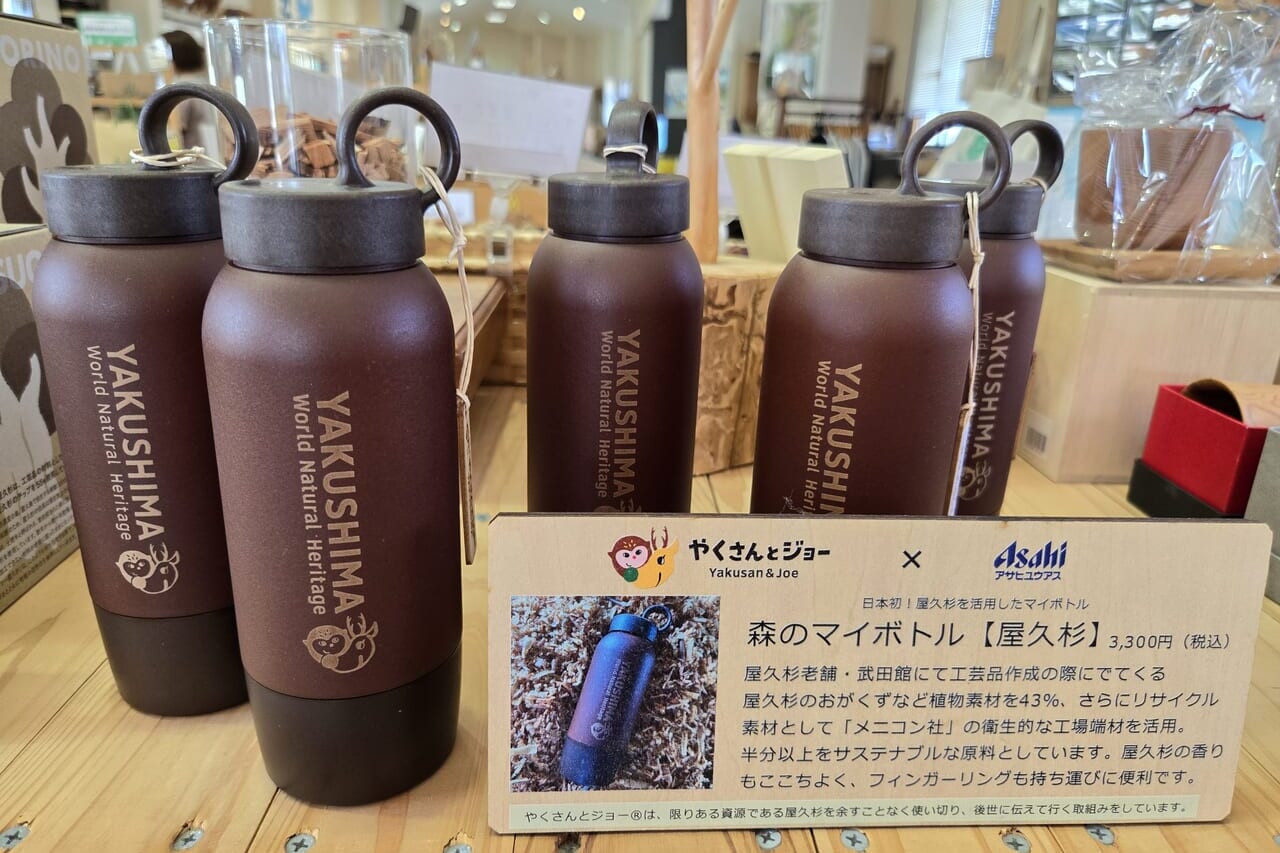 YAKUSHIMA
World Natural Heritage
YAKUSHIMA
World Natural Heritage
YAKUSHIMA
World Natural Heritage
YAKUSHIMA
World Natural
YAKUSHIMA
やくさんとジョー
Yakusan&Joe
×
Asahi
アサヒユウアス
日本初！屋久杉を活用したマイボトル
森のマイボトル【屋久杉】3,300円（税込）
屋久杉老舗・武田館にて工芸品作成の際にでてくる
屋久杉のおがくずなど植物素材を43%、さらにリサイクル
素材として「メニコン社」の衛生的な工場端材を活用。
半分以上をサステナブルな原料としています。屋久杉の香り
もここちよく、フィンガーリングも持ち運びに便利です。
やくさんとジョー®は、限りある資源である屋久杉を余すことなく使い切り、後世に伝えて行く取組みをしています。